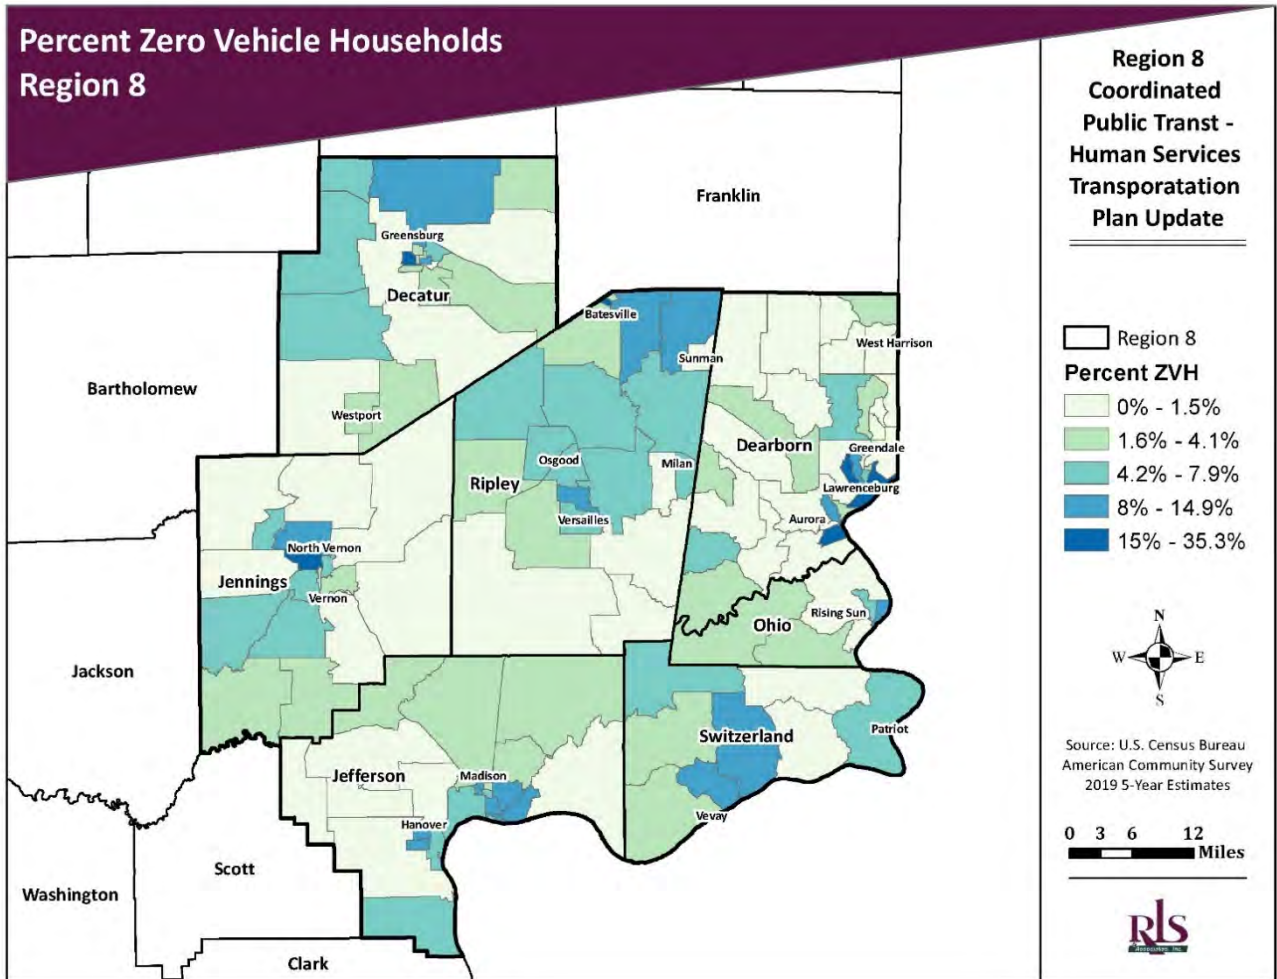 Percent Zero Vehicle Households
Region 8
Region 8
Coordinated
Public Transt -
Human Services
Transporatation
Plan Update
Franklin
Greensburg
Decatur
Batesville
Sunman
West Harrison
Bartholomew
Westport
Dearborn
Greendale
Osgood
Milan
Ripley
Lawrenceburg
Versailles
Aurora
North Vernon
Jennings
Vernon
Rising Sun
Ohio
Jackson
Switzerland
Patriot
Jefferson
Madison
Vevay
Hanover
Scott
Washington
Clark
Region 8
Percent ZVH
0% - 1.5%
1.6% - 4.1%
4.2% - 7.9%
8% - 14.9%
15% - 35.3%
N
W E
S
Source: U.S. Census Bureau
American Community Survey
2019 5-Year Estimates
0 3 6 12
Miles
RLS
& Associates, Inc.